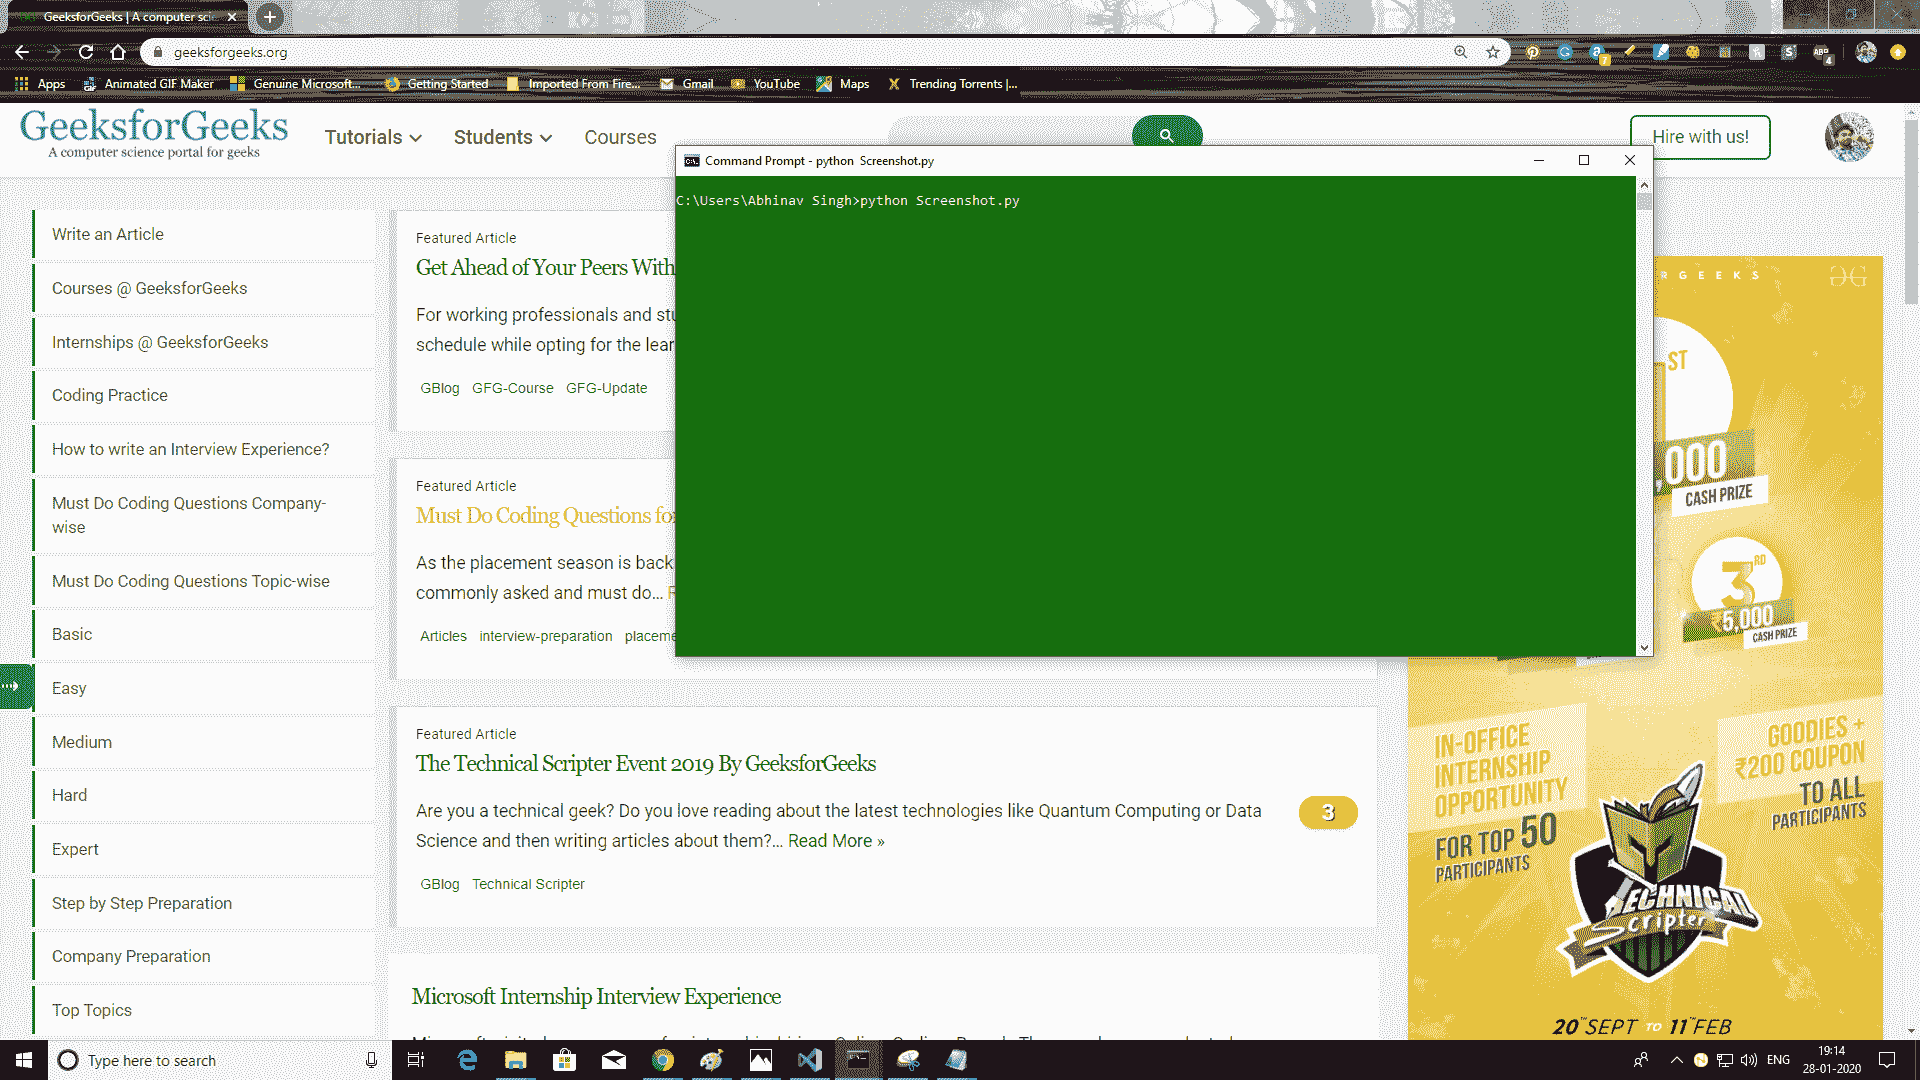 GeeksforGeeks | A computer sci
geeksforgeeks.org
Apps
Animated GIF Maker
Genuine Microsoft...
Getting Started
Imported From Fire...
Gmail
YouTube
Maps
Trending Torrents |...
GeeksforGeeks
A computer science portal for geeks
Tutorials
Students
Courses
Hire with us!
Command Prompt - python  Screenshot.py
C:\Users\Abhinav Singh>python Screenshot.py
Write an Article
Courses @ GeeksforGeeks
Internships @ GeeksforGeeks
Coding Practice
How to write an Interview Experience?
Must Do Coding Questions Company-
wise
Must Do Coding Questions Topic-wise
Basic
Easy
Medium
Hard
Expert
Step by Step Preparation
Company Preparation
Top Topics
Featured Article
Get Ahead of Your Peers With
For working professionals and stu
schedule while opting for the lear
GBlog GFG-Course GFG-Update
Featured Article
Must Do Coding Questions for
As the placement season is back
commonly asked and must do...
Articles interview-preparation placeme
Featured Article
The Technical Scripter Event 2019 By GeeksforGeeks
Are you a technical geek? Do you love reading about the latest technologies like Quantum Computing or Data
Science and then writing articles about them?... Read More »
3
GBlog Technical Scripter
Microsoft Internship Interview Experience
RGEEKS
ST
,000
CASH PRIZE
3RD
₹5,000
CASH PRIZE
IN-OFFICE
INTERNSHIP
OPPORTUNITY
FOR TOP 50
PARTICIPANTS
GOODIES +
₹200 COUPON
TO ALL
PARTICIPANTS
TECHNICAL
Scripter
20TH SEPT TO 11TH FEB
Type here to search
ENG
19:14
28-01-2020